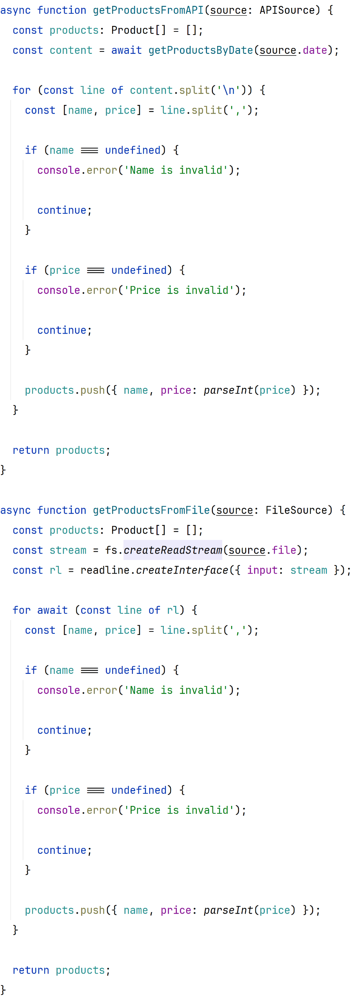 async function getProductsFromAPI(source: APISource) {
  const products: Product[] = [];
  const content = await getProductsByDate(source.date);

  for (const line of content.split('\n')) {
    const [name, price] = line.split(',');

    if (name === undefined) {
      console.error('Name is invalid');

      continue;
    }

    if (price === undefined) {
      console.error('Price is invalid');

      continue;
    }

    products.push({ name, price: parseInt(price) });
  }

  return products;
}

async function getProductsFromFile(source: FileSource) {
  const products: Product[] = [];
  const stream = fs.createReadStream(source.file);
  const rl = readline.createInterface({ input: stream });

  for await (const line of rl) {
    const [name, price] = line.split(',');

    if (name === undefined) {
      console.error('Name is invalid');

      continue;
    }

    if (price === undefined) {
      console.error('Price is invalid');

      continue;
    }

    products.push({ name, price: parseInt(price) });
  }

  return products;
}